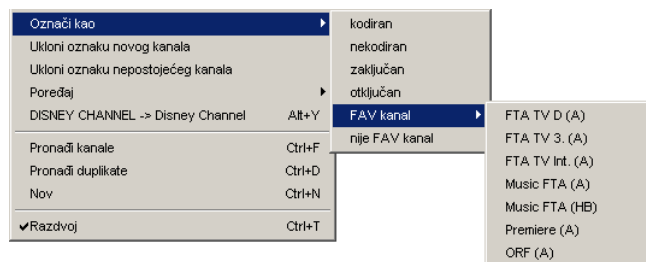 Označi kao
Ukloni oznaku novog kanala
Ukloni oznaku nepostojećeg kanala
Poređaj
DISNEY CHANNEL -> Disney Channel Alt+Y
Pronađi kanale Ctrl+F
Pronađi duplikate Ctrl+D
Nov Ctrl+N
Razdvoj Ctrl+T
kodiran
nekodiran
zaključan
otključan
FAV kanal
nije FAV kanal
FTA TV D (A)
FTA TV 3. (A)
FTA TV Int. (A)
Music FTA (A)
Music FTA (HB)
Premiere (A)
ORF (A)